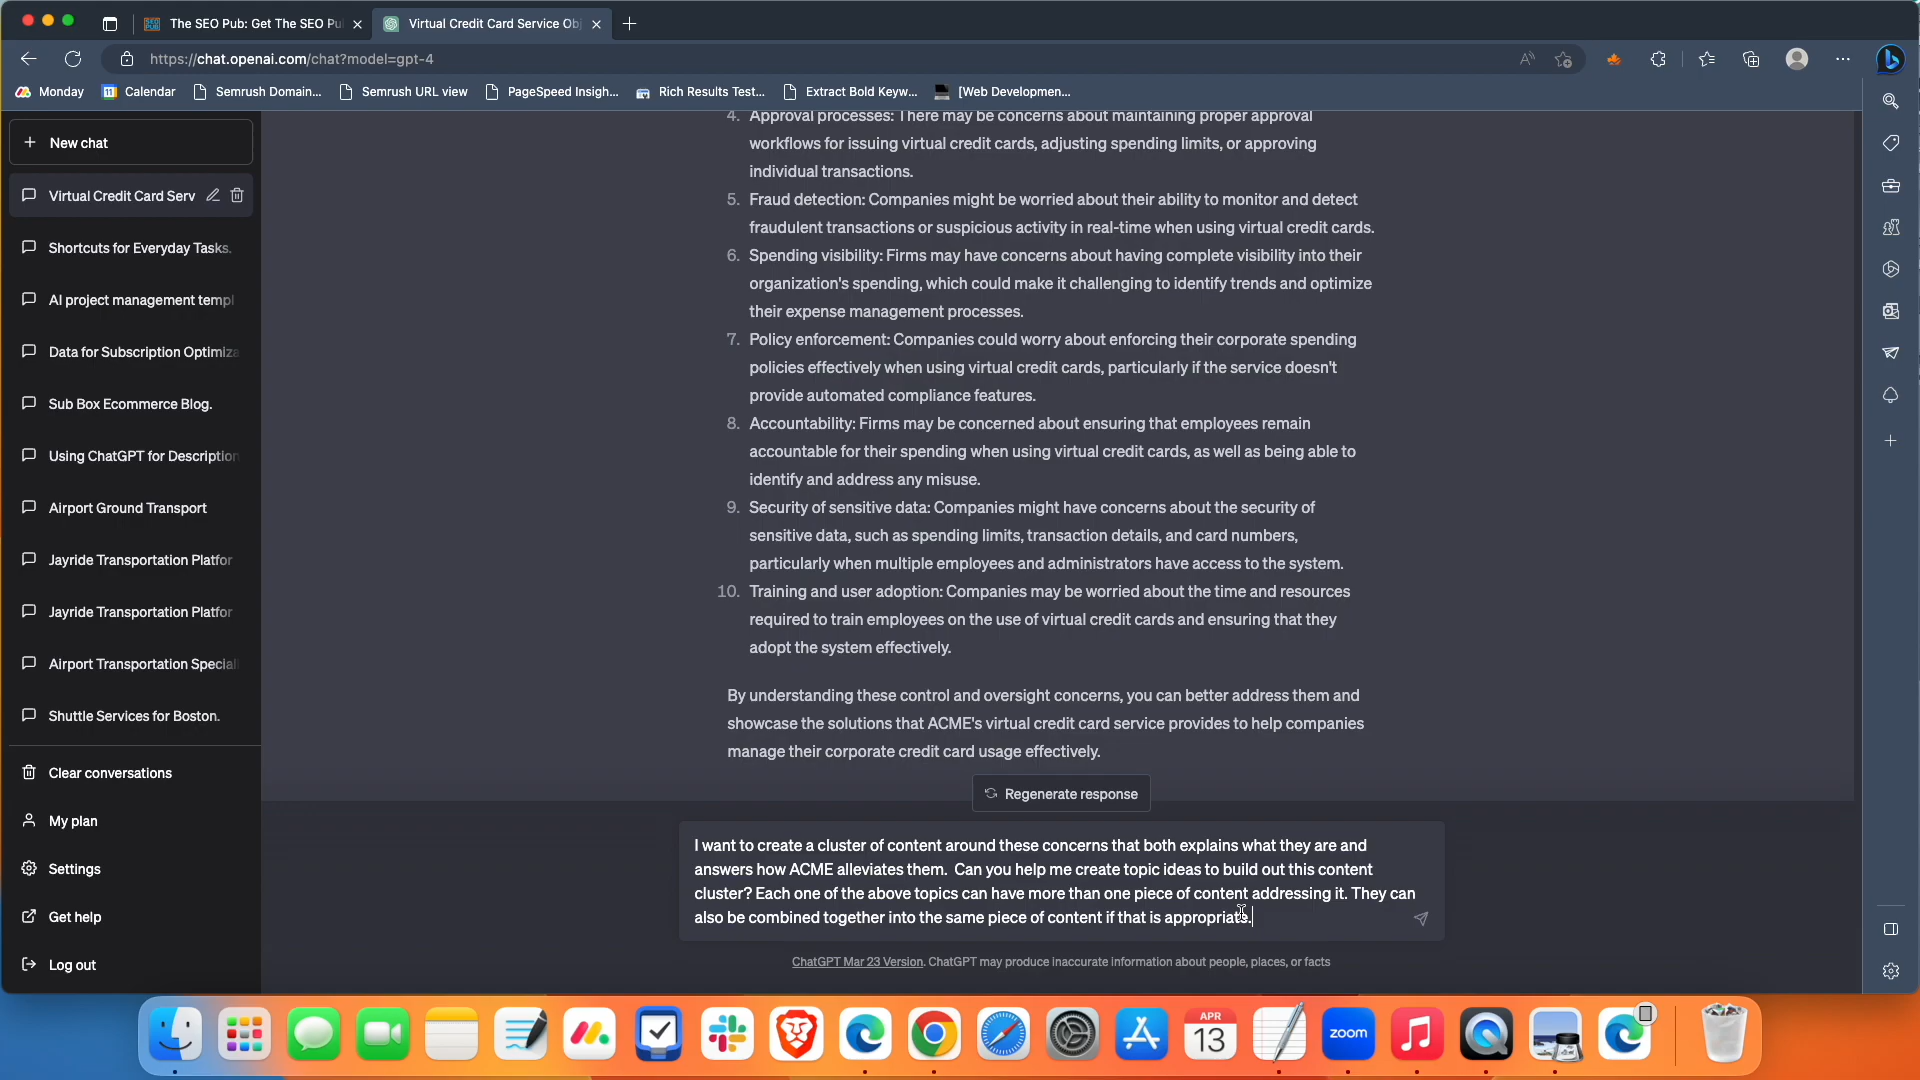 The SEO Pub: Get The SEO Pu
Virtual Credit Card Service Obj
https://chat.openai.com/chat?model=gpt-4
Monday
Calendar
Semrush Domain...
Semrush URL view
PageSpeed Insigh...
Rich Results Test...
Extract Bold Keyw...
[Web Developmen...
New chat
Virtual Credit Card Serv
Shortcuts for Everyday Tasks.
AI project management templ
Data for Subscription Optimiza
Sub Box Ecommerce Blog.
Using ChatGPT for Description
Airport Ground Transport
Jayride Transportation Platfor
Jayride Transportation Platfor
Airport Transportation Speciali
Shuttle Services for Boston.
Clear conversations
My plan
Settings
Get help
Log out
4. Approval processes: There may be concerns about maintaining proper approval
workflows for issuing virtual credit cards, adjusting spending limits, or approving
individual transactions.
5. Fraud detection: Companies might be worried about their ability to monitor and detect
fraudulent transactions or suspicious activity in real-time when using virtual credit cards.
6. Spending visibility: Firms may have concerns about having complete visibility into their
organization's spending, which could make it challenging to identify trends and optimize
their expense management processes.
7. Policy enforcement: Companies could worry about enforcing their corporate spending
policies effectively when using virtual credit cards, particularly if the service doesn't
provide automated compliance features.
8. Accountability: Firms may be concerned about ensuring that employees remain
accountable for their spending when using virtual credit cards, as well as being able to
identify and address any misuse.
9. Security of sensitive data: Companies might have concerns about the security of
sensitive data, such as spending limits, transaction details, and card numbers,
particularly when multiple employees and administrators have access to the system.
10. Training and user adoption: Companies may be worried about the time and resources
required to train employees on the use of virtual credit cards and ensuring that they
adopt the system effectively.
By understanding these control and oversight concerns, you can better address them and
showcase the solutions that ACME's virtual credit card service provides to help companies
manage their corporate credit card usage effectively.
Regenerate response
I want to create a cluster of content around these concerns that both explains what they are and
answers how ACME alleviates them.  Can you help me create topic ideas to build out this content
cluster? Each one of the above topics can have more than one piece of content addressing it. They can
also be combined together into the same piece of content if that is appropriate.
ChatGPT Mar 23 Version. ChatGPT may produce inaccurate information about people, places, or facts
APR
13
zoom